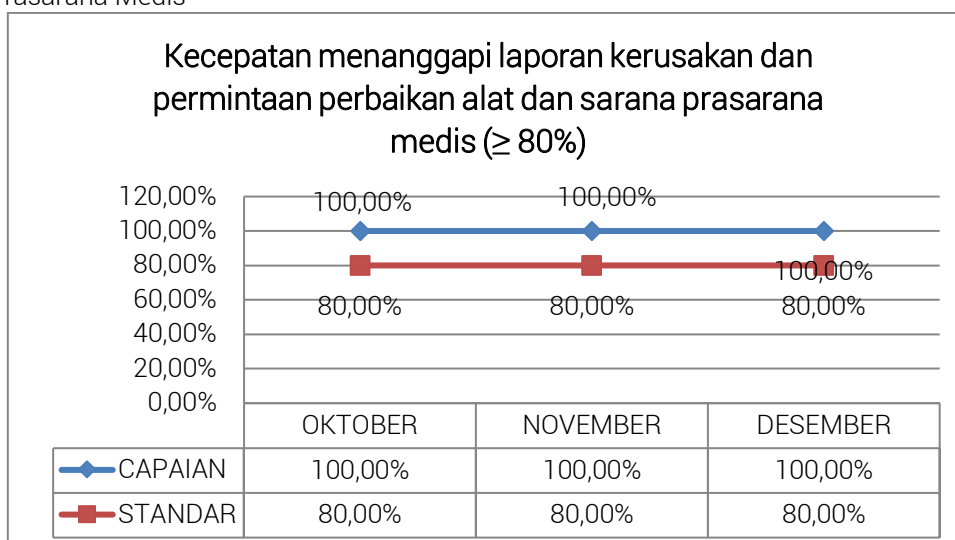 rasarana Medis
Kecepatan menanggapi laporan kerusakan dan
permintaan perbaikan alat dan sarana prasarana
medis (≥ 80%)
120,00%
100,00%
80,00%
60,00%
40,00%
20,00%
0,00%
100,00% 100,00%
100,00%
80,00% 80,00% 80,00%
OKTOBER NOVEMBER DESEMBER
CAPAIAN 100,00% 100,00% 100,00%
STANDAR 80,00% 80,00% 80,00%